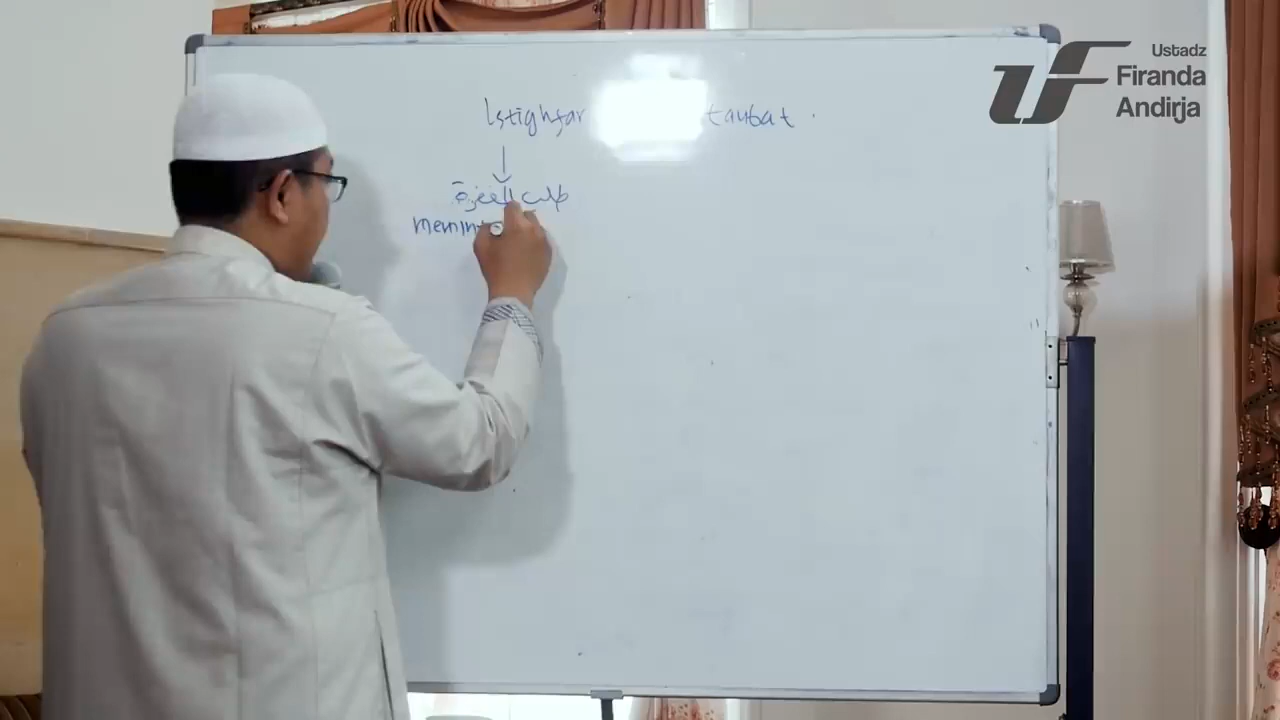 Istighfar taubat .
طلب المغفرة
Ustadz
Firanda
Andirja